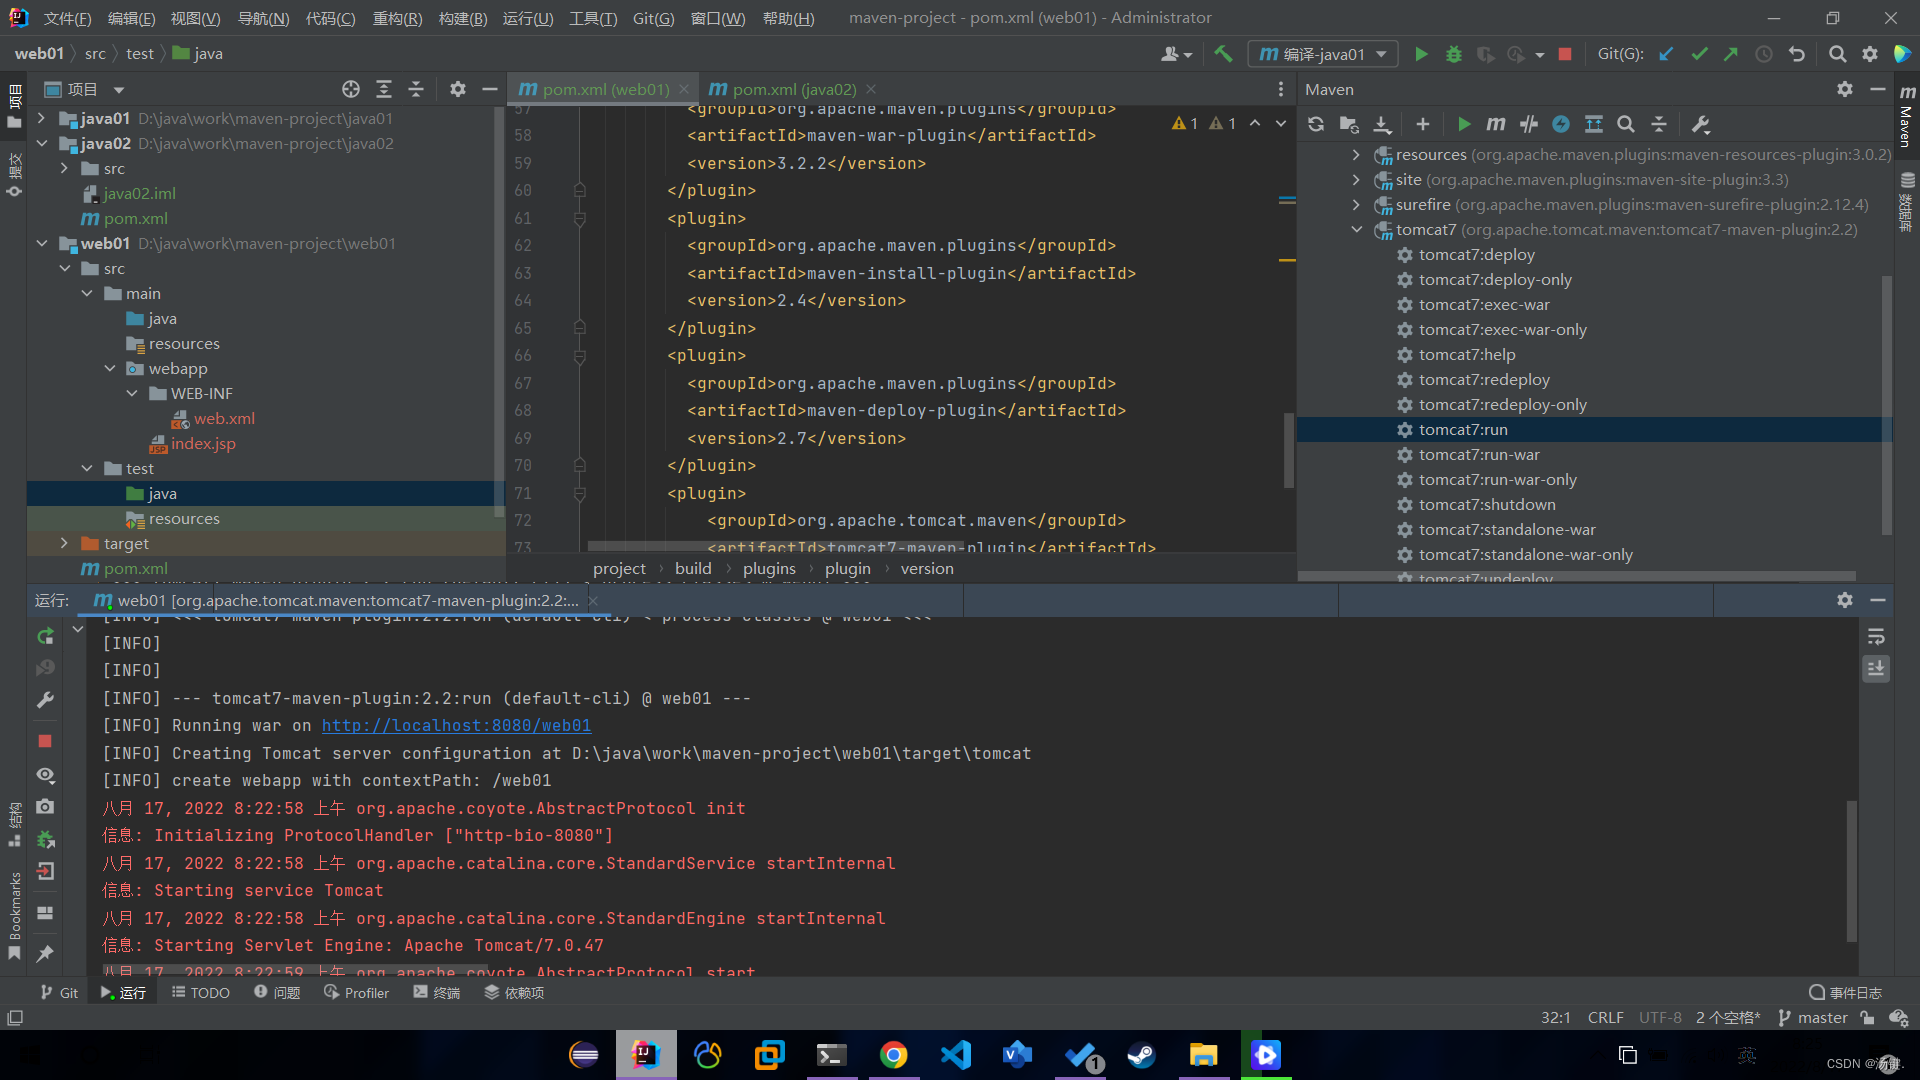 文件(F) 编辑(E) 视图(V) 导航(N) 代码(C) 重构(R) 构建(B) 运行(U) 工具(T) Git(G) 窗口(W) 帮助(H) maven-project - pom.xml (web01) - Administrator
web01 src test java
编译-java01 Git(G):
项目
提交
项目
java01 D:\java\work\maven-project\java01
java02 D:\java\work\maven-project\java02
src
java02.iml
pom.xml
web01 D:\java\work\maven-project\web01
src
main
java
resources
webapp
WEB-INF
web.xml
index.jsp
test
java
resources
target
pom.xml
pom.xml (web01) pom.xml (java02)
1 1
57 <groupId>org.apache.maven.plugins</groupId>
58 <artifactId>maven-war-plugin</artifactId>
59 <version>3.2.2</version>
60 </plugin>
61 <plugin>
62 <groupId>org.apache.maven.plugins</groupId>
63 <artifactId>maven-install-plugin</artifactId>
64 <version>2.4</version>
65 </plugin>
66 <plugin>
67 <groupId>org.apache.maven.plugins</groupId>
68 <artifactId>maven-deploy-plugin</artifactId>
69 <version>2.7</version>
70 </plugin>
71 <plugin>
72 <groupId>org.apache.tomcat.maven</groupId>
73 <artifactId>tomcat7-maven-plugin</artifactId>
project build plugins plugin version
Maven
resources (org.apache.maven.plugins:maven-resources-plugin:3.0.2)
site (org.apache.maven.plugins:maven-site-plugin:3.3)
surefire (org.apache.maven.plugins:maven-surefire-plugin:2.12.4)
tomcat7 (org.apache.tomcat.maven:tomcat7-maven-plugin:2.2)
tomcat7:deploy
tomcat7:deploy-only
tomcat7:exec-war
tomcat7:exec-war-only
tomcat7:help
tomcat7:redeploy
tomcat7:redeploy-only
tomcat7:run
tomcat7:run-war
tomcat7:run-war-only
tomcat7:shutdown
tomcat7:standalone-war
tomcat7:standalone-war-only
tomcat7:undeploy
Maven
数据库
运行: web01 [org.apache.tomcat.maven:tomcat7-maven-plugin:2.2:...
[INFO] <<< tomcat7-maven-plugin:2.2:run (default-cli) < process-classes @ web01 <<<
[INFO]
[INFO]
[INFO] --- tomcat7-maven-plugin:2.2:run (default-cli) @ web01 ---
[INFO] Running war on http://localhost:8080/web01
[INFO] Creating Tomcat server configuration at D:\java\work\maven-project\web01\target\tomcat
[INFO] create webapp with contextPath: /web01
八月 17, 2022 8:22:58 上午 org.apache.coyote.AbstractProtocol init
信息: Initializing ProtocolHandler ["http-bio-8080"]
八月 17, 2022 8:22:58 上午 org.apache.catalina.core.StandardService startInternal
信息: Starting service Tomcat
八月 17, 2022 8:22:58 上午 org.apache.catalina.core.StandardEngine startInternal
信息: Starting Servlet Engine: Apache Tomcat/7.0.47
八月 17, 2022 8:22:59 上午 org.apache.coyote.AbstractProtocol start
结构
Bookmarks
Git 运行 TODO 问题 Profiler 终端 依赖项 事件日志
32:1 CRLF UTF-8 2 个空格* master
1
英
CSDN @汤键.